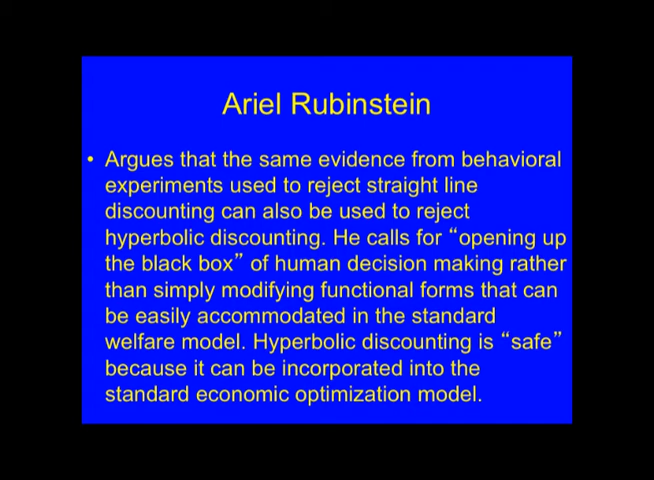 Ariel Rubinstein
• Argues that the same evidence from behavioral
experiments used to reject straight line
discounting can also be used to reject
hyperbolic discounting. He calls for “opening up
the black box” of human decision making rather
than simply modifying functional forms that can
be easily accommodated in the standard
welfare model. Hyperbolic discounting is “safe”
because it can be incorporated into the
standard economic optimization model.